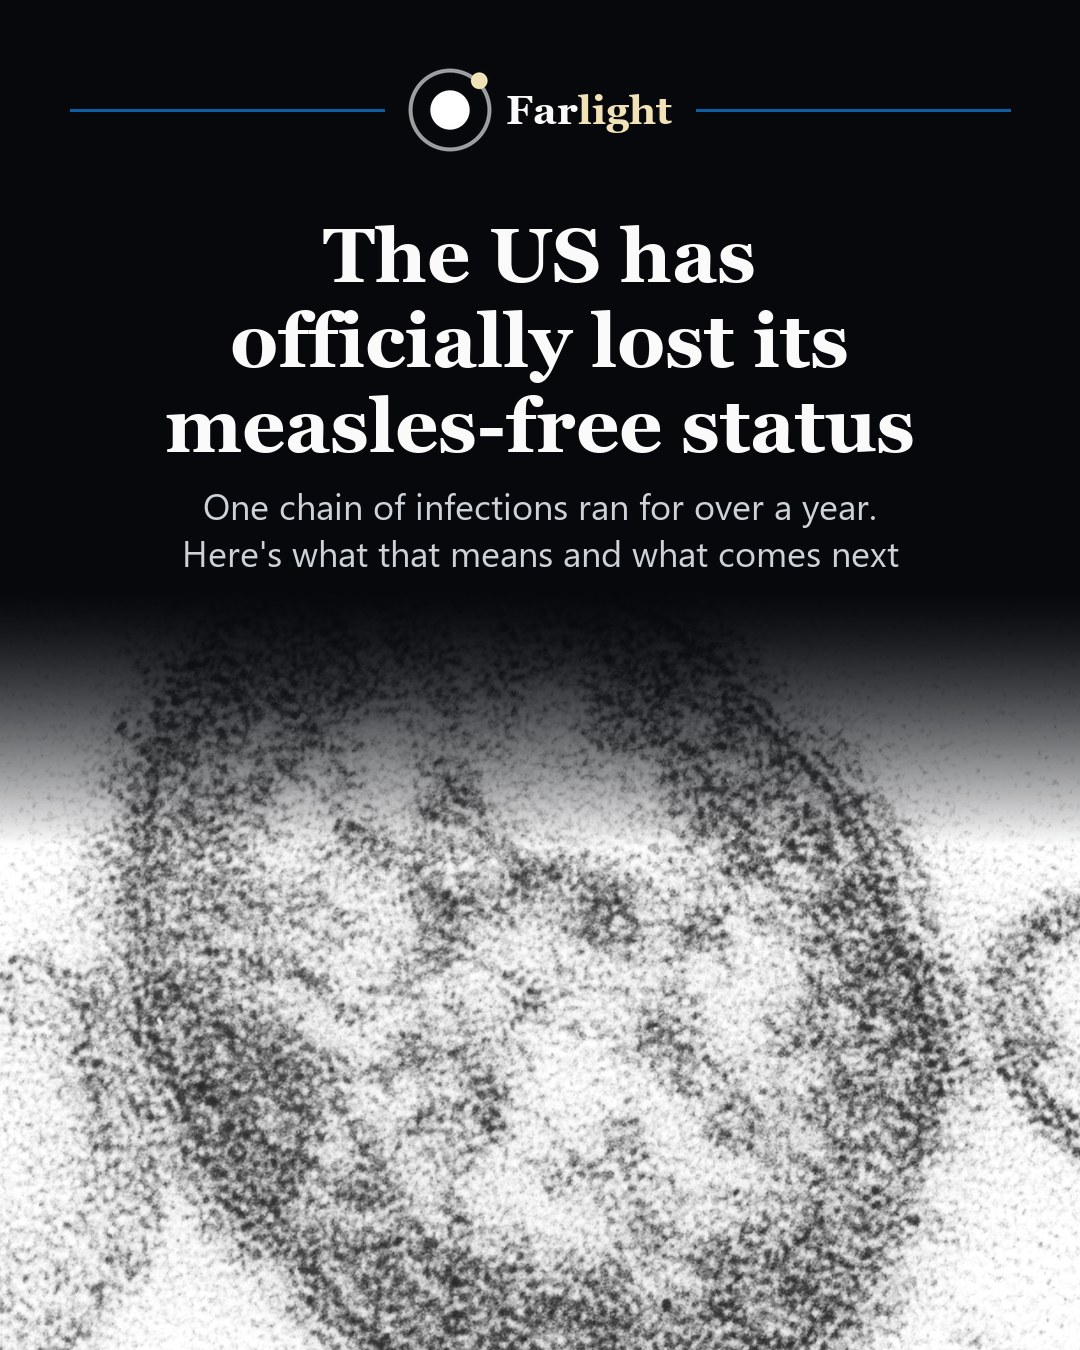 Farlight
The US has
officially lost its
measles-free status
One chain of infections ran for over a year.
Here's what that means and what comes next